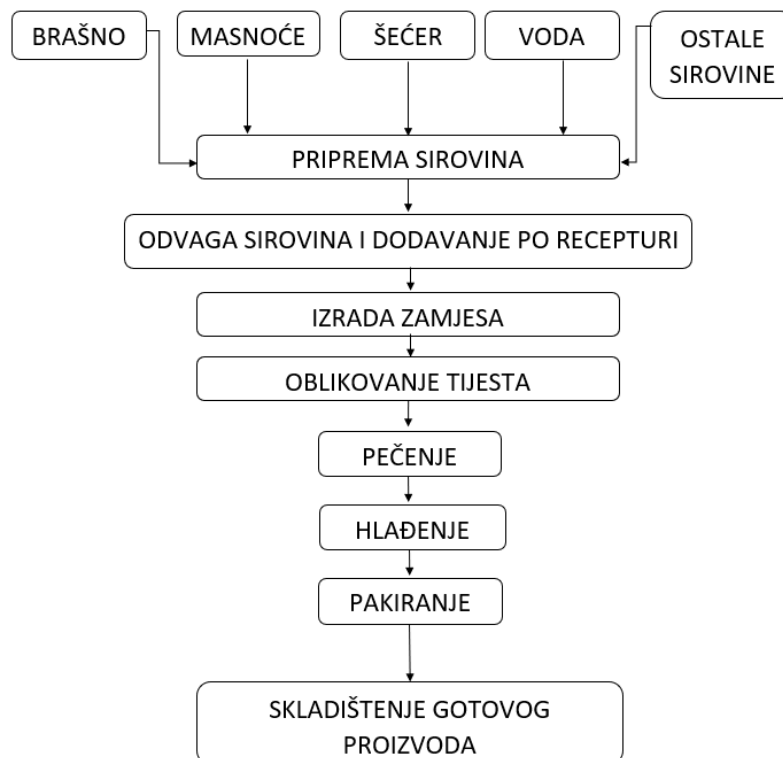 BRAŠNO
MASNOĆE
ŠEĆER
VODA
OSTALE
SIROVINE
PRIPREMA SIROVINA
ODVAGA SIROVINA I DODAVANJE PO RECEPTURI
IZRADA ZAMJESA
OBLIKOVANJE TIJESTA
PEČENJE
HLAĐENJE
PAKIRANJE
SKLADIŠTENJE GOTOVOG
PROIZVODA